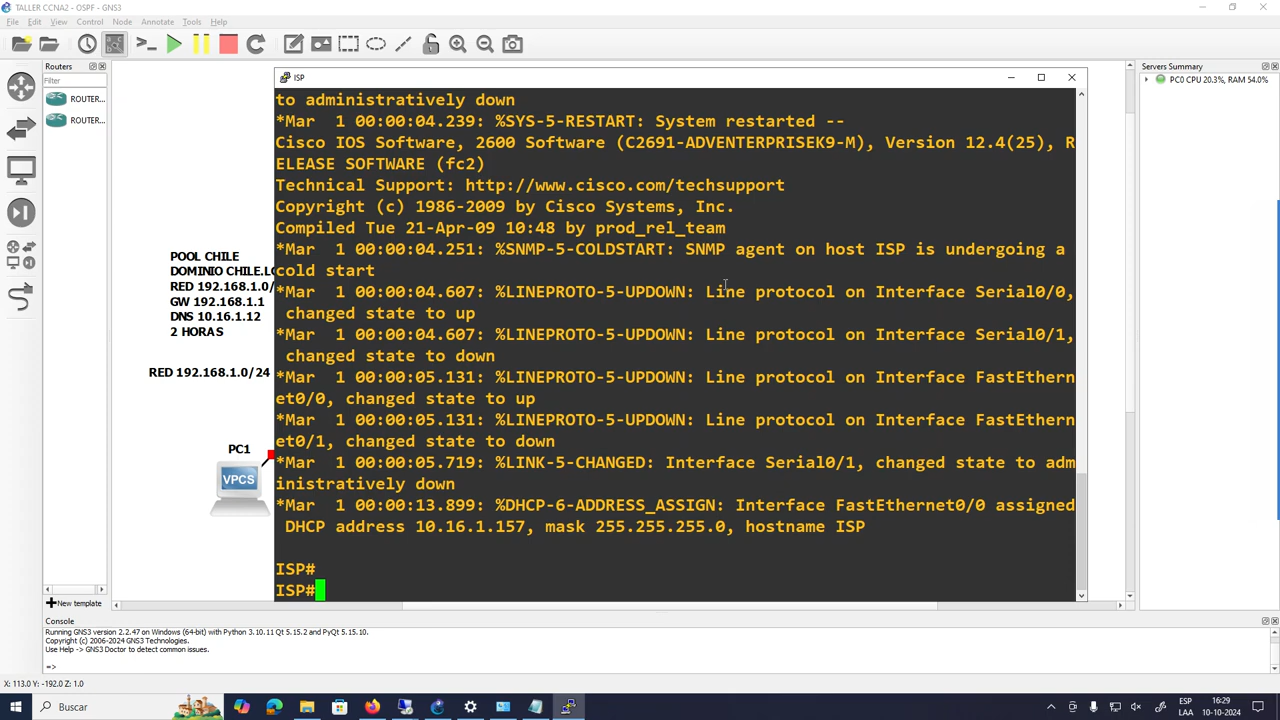 TALLER CCNA2 - OSPF - GNS3
File Edit View Control Node Annotate Tools Help
Routers
Filter
ROUTER...
ROUTER...
New template
POOL CHILE
DOMINIO CHILE.LO
RED 192.168.1.0/
GW 192.168.1.1
DNS 10.16.1.12
2 HORAS
RED 192.168.1.0/24
PC1
VPCS
ISP
to administratively down
*Mar  1 00:00:04.239: %SYS-5-RESTART: System restarted --
Cisco IOS Software, 2600 Software (C2691-ADVENTERPRISEK9-M), Version 12.4(25), R
ELEASE SOFTWARE (fc2)
Technical Support: http://www.cisco.com/techsupport
Copyright (c) 1986-2009 by Cisco Systems, Inc.
Compiled Tue 21-Apr-09 10:48 by prod_rel_team
*Mar  1 00:00:04.251: %SNMP-5-COLDSTART: SNMP agent on host ISP is undergoing a
cold start
*Mar  1 00:00:04.607: %LINEPROTO-5-UPDOWN: Line protocol on Interface Serial0/0,
 changed state to up
*Mar  1 00:00:04.607: %LINEPROTO-5-UPDOWN: Line protocol on Interface Serial0/1,
 changed state to down
*Mar  1 00:00:05.131: %LINEPROTO-5-UPDOWN: Line protocol on Interface FastEthern
et0/0, changed state to up
*Mar  1 00:00:05.131: %LINEPROTO-5-UPDOWN: Line protocol on Interface FastEthern
et0/1, changed state to down
*Mar  1 00:00:05.719: %LINK-5-CHANGED: Interface Serial0/1, changed state to adm
inistratively down
*Mar  1 00:00:13.899: %DHCP-6-ADDRESS_ASSIGN: Interface FastEthernet0/0 assigned
 DHCP address 10.16.1.157, mask 255.255.255.0, hostname ISP
ISP#
ISP#
Servers Summary
PC0 CPU 20.3%, RAM 54.0%
Console
Running GNS3 version 2.2.47 on Windows (64-bit) with Python 3.10.11 Qt 5.15.2 and PyQt 5.15.10.
Copyright (c) 2006-2024 GNS3 Technologies.
Use Help -> GNS3 Doctor to detect common issues.
=>
X: 113.0 Y: -192.0 Z: 1.0
Buscar
ESP
LAA
16:29
10-10-2024